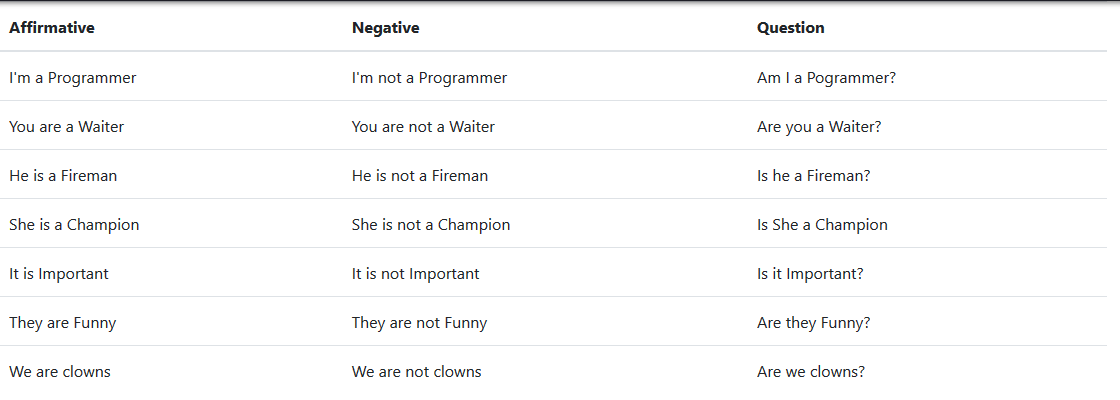 Affirmative Negative Question
I'm a Programmer I'm not a Programmer Am I a Pogrammer?
You are a Waiter You are not a Waiter Are you a Waiter?
He is a Fireman He is not a Fireman Is he a Fireman?
She is a Champion She is not a Champion Is She a Champion
It is Important It is not Important Is it Important?
They are Funny They are not Funny Are they Funny?
We are clowns We are not clowns Are we clowns?